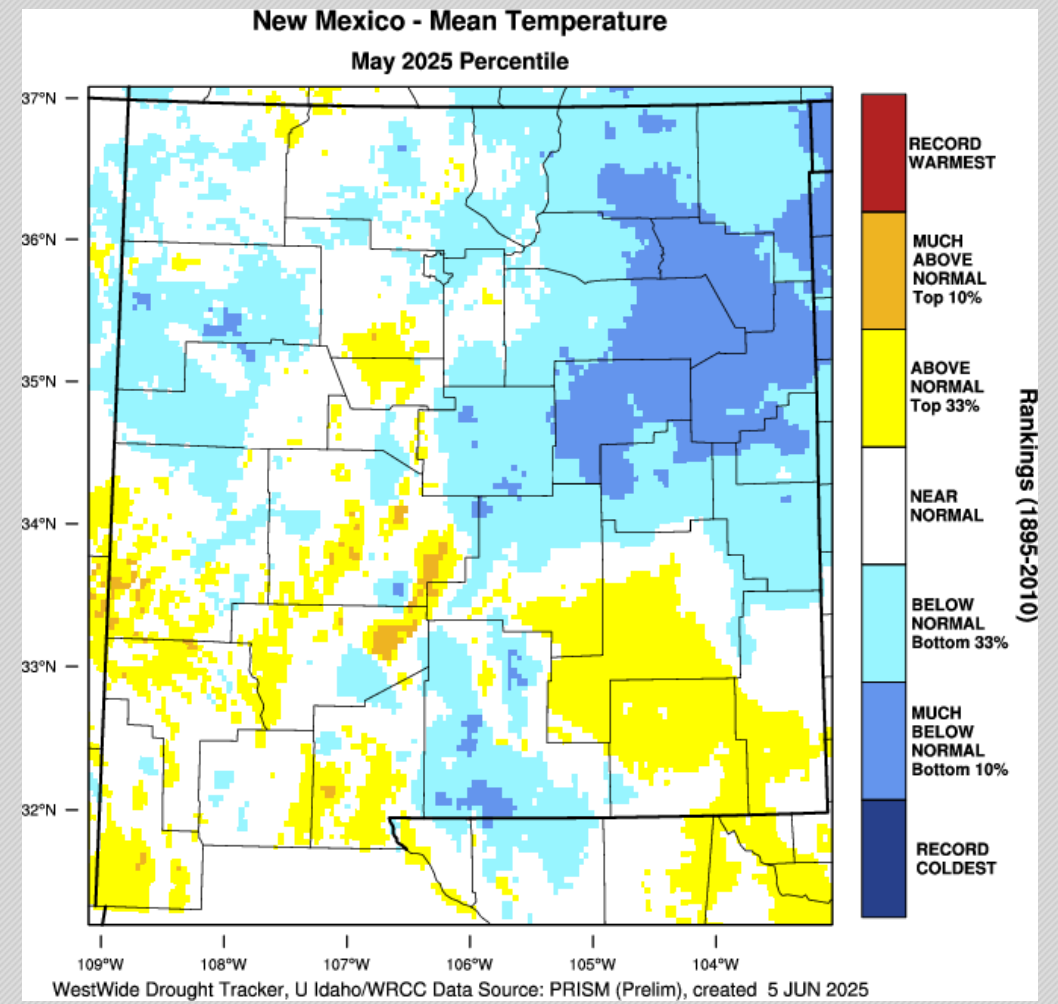 New Mexico - Mean Temperature
May 2025 Percentile
37°N
36°N
35°N
34°N
33°N
32°N
109°W 108°W 107°W 106°W 105°W 104°W
RECORD
WARMEST
MUCH
ABOVE
NORMAL
Top 10%
ABOVE
NORMAL
Top 33%
NEAR
NORMAL
BELOW
NORMAL
Bottom 33%
MUCH
BELOW
NORMAL
Bottom 10%
RECORD
COLDEST
Rankings (1895-2010)
WestWide Drought Tracker, U Idaho/WRCC Data Source: PRISM (Prelim), created 5 JUN 2025